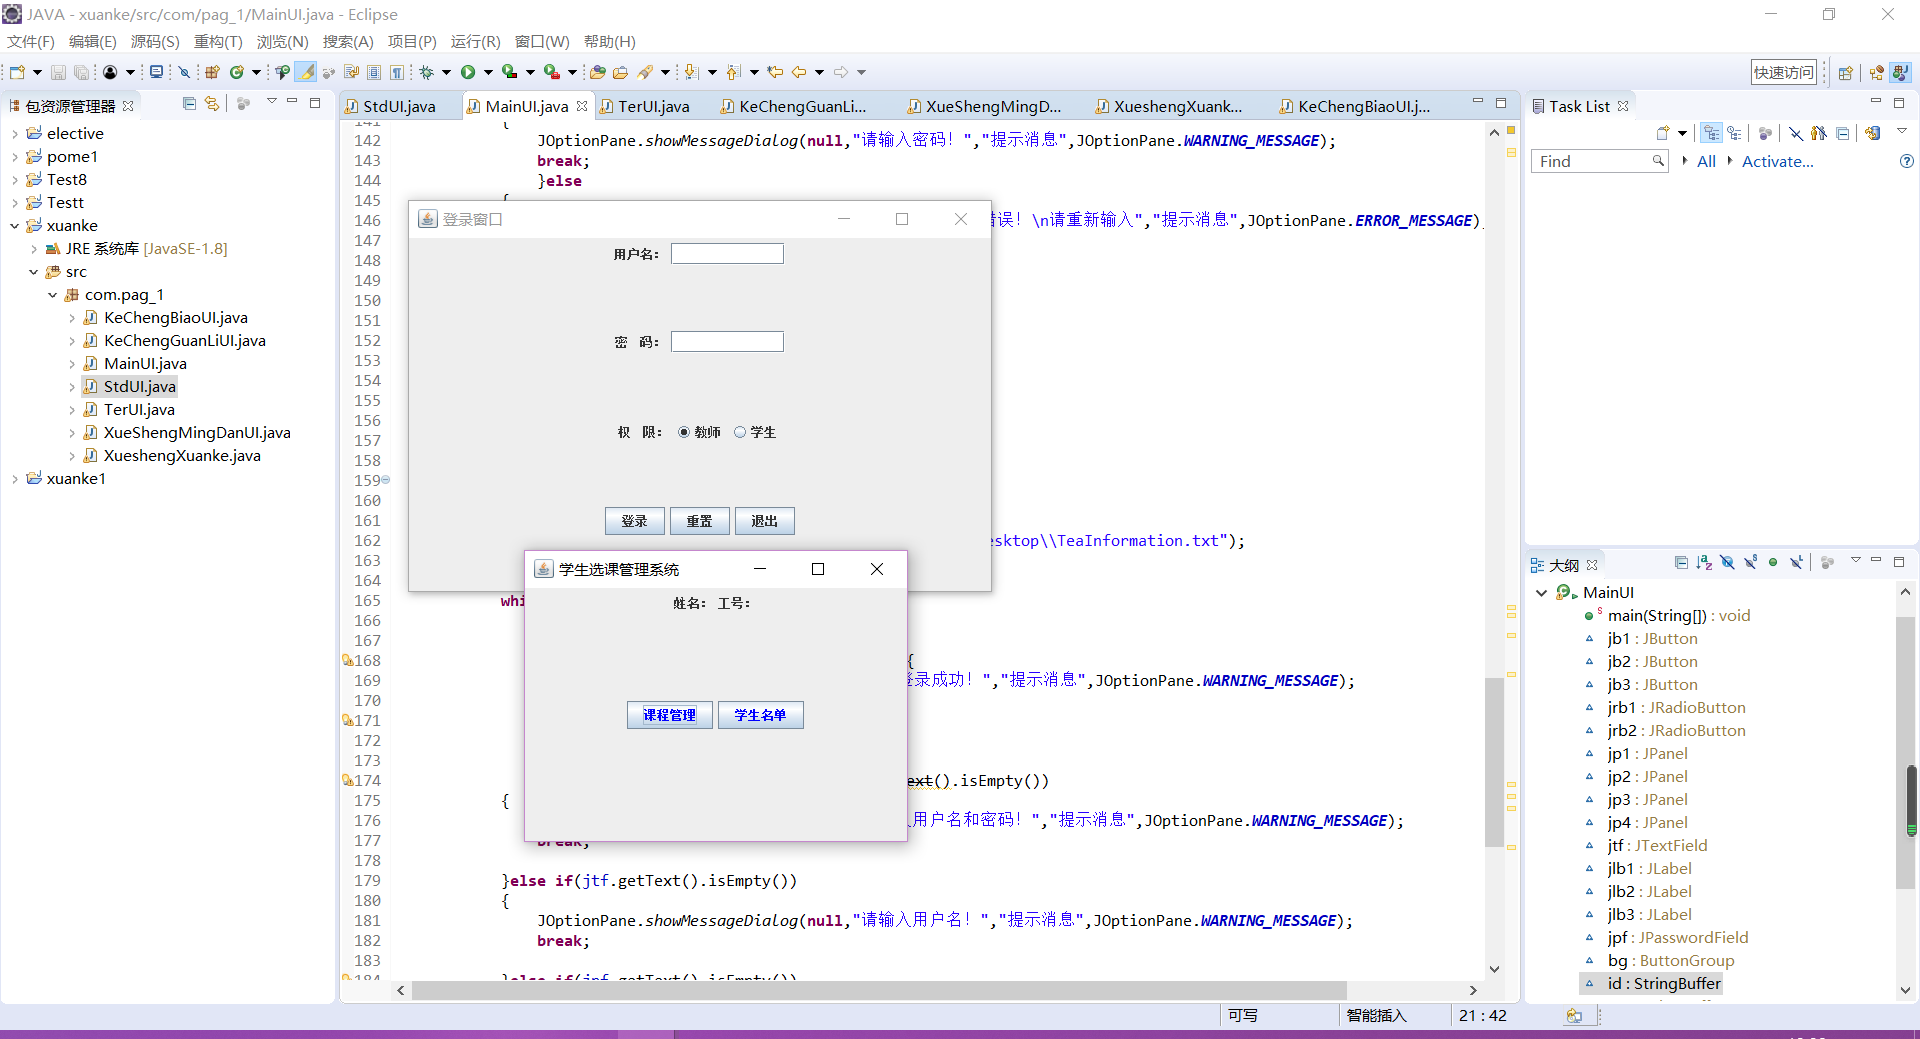 JAVA - xuanke/src/com/pag_1/MainUI.java - Eclipse
文件(F) 编辑(E) 源码(S) 重构(T) 浏览(N) 搜索(A) 项目(P) 运行(R) 窗口(W) 帮助(H)
快速访问
包资源管理器
elective
pome1
Test8
Testt
xuanke
JRE 系统库 [JavaSE-1.8]
src
com.pag_1
KeChengBiaoUI.java
KeChengGuanLiUI.java
MainUI.java
StdUI.java
TerUI.java
XueShengMingDanUI.java
XueshengXuanke.java
xuanke1
StdUI.java MainUI.java TerUI.java KeChengGuanLi... XueShengMingD... XueshengXuank... KeChengBiaoUI.j...
141 {
142 JOptionPane.showMessageDialog(null,"请输入密码！","提示消息",JOptionPane.WARNING_MESSAGE);
143 break;
144 }else
145 {
146 错误！\n请重新输入","提示消息",JOptionPane.ERROR_MESSAGE);
147
148
149
150
151
152
153
154
155
156
157
158
159
160
161
162 esktop\\TeaInformation.txt");
163
164
165 whi
166
167
168 {
169 登录成功！","提示消息",JOptionPane.WARNING_MESSAGE);
170
171
172
173
174 ext().isEmpty())
175 {
176 用户名和密码！","提示消息",JOptionPane.WARNING_MESSAGE);
177 break;
178
179 }else if(jtf.getText().isEmpty())
180 {
181 JOptionPane.showMessageDialog(null,"请输入用户名！","提示消息",JOptionPane.WARNING_MESSAGE);
182 break;
183
184 }else if(jpf.getText().isEmpty())
登录窗口
用户名：
密 码：
权 限： 教师 学生
登录 重置 退出
学生选课管理系统
姓名： 工号：
课程管理 学生名单
Task List
Find All Activate...
大纲
MainUI
main(String[]) : void
jb1 : JButton
jb2 : JButton
jb3 : JButton
jrb1 : JRadioButton
jrb2 : JRadioButton
jp1 : JPanel
jp2 : JPanel
jp3 : JPanel
jp4 : JPanel
jtf : JTextField
jlb1 : JLabel
jlb2 : JLabel
jlb3 : JLabel
jpf : JPasswordField
bg : ButtonGroup
id : StringBuffer
可写 智能插入 21 : 42